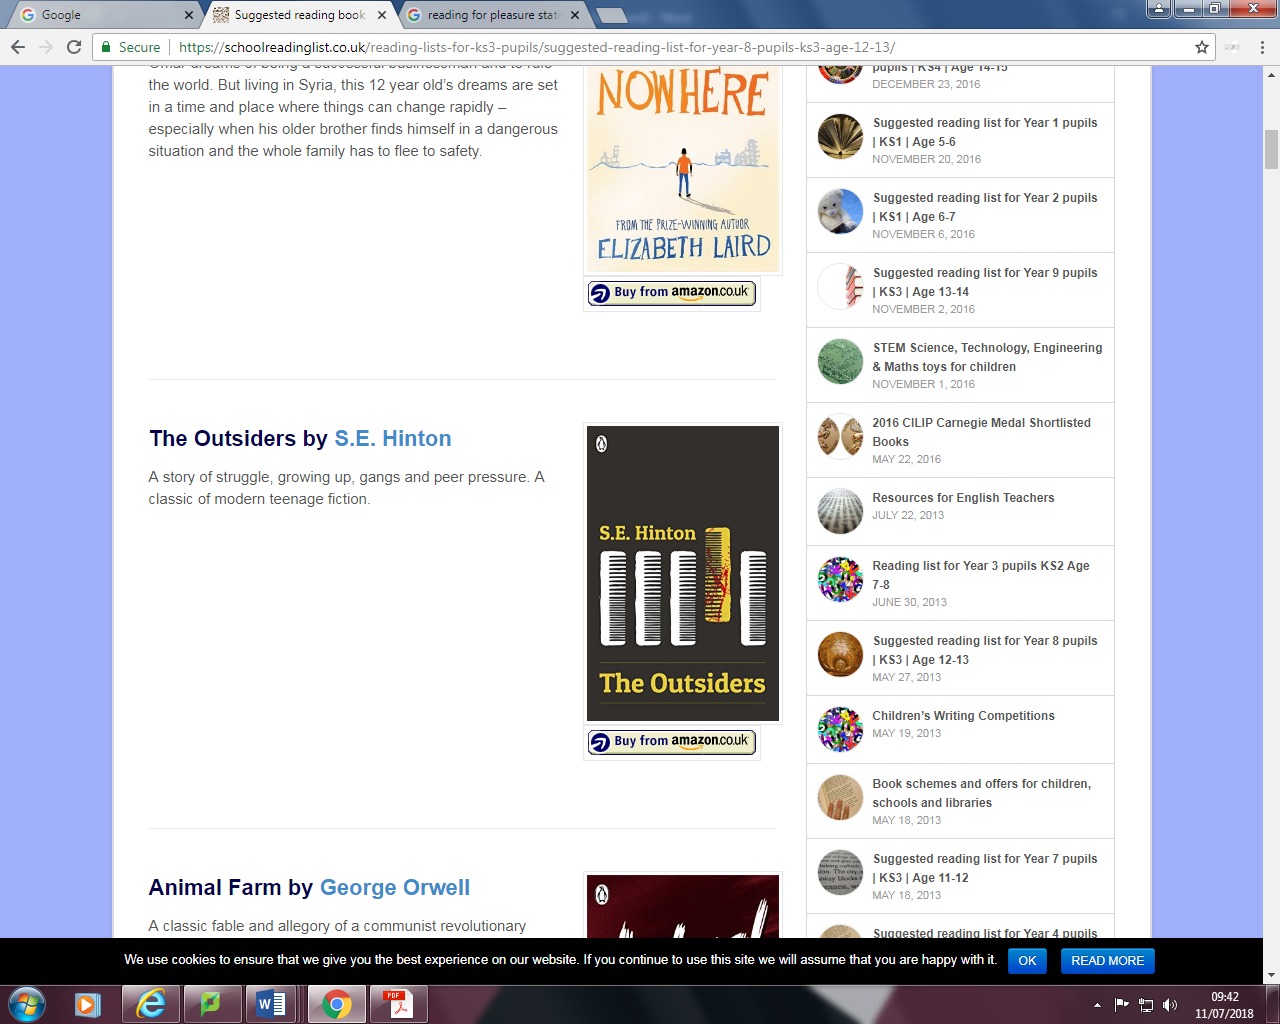 Google
Suggested reading book
reading for pleasure stat
Secure
https://schoolreadinglist.co.uk/reading-lists-for-ks3-pupils/suggested-reading-list-for-year-8-pupils-ks3-age-12-13/
Omar dreams of being a successful businessman and to rule
the world. But living in Syria, this 12 year old’s dreams are set
in a time and place where things can change rapidly –
especially when his older brother finds himself in a dangerous
situation and the whole family has to flee to safety.
NOWHERE
FROM THE PRIZE-WINNING AUTHOR
ELIZABETH LAIRD
Buy from amazon.co.uk
The Outsiders by S.E. Hinton
A story of struggle, growing up, gangs and peer pressure. A
classic of modern teenage fiction.
S.E. Hinton
The Outsiders
Buy from amazon.co.uk
Animal Farm by George Orwell
A classic fable and allegory of a communist revolutionary
pupils | KS4 | Age 14-15
DECEMBER 23, 2016
Suggested reading list for Year 1 pupils
| KS1 | Age 5-6
NOVEMBER 20, 2016
Suggested reading list for Year 2 pupils
| KS1 | Age 6-7
NOVEMBER 6, 2016
Suggested reading list for Year 9 pupils
| KS3 | Age 13-14
NOVEMBER 2, 2016
STEM Science, Technology, Engineering
& Maths toys for children
NOVEMBER 1, 2016
2016 CILIP Carnegie Medal Shortlisted
Books
MAY 22, 2016
Resources for English Teachers
JULY 22, 2013
Reading list for Year 3 pupils KS2 Age
7-8
JUNE 30, 2013
Suggested reading list for Year 8 pupils
| KS3 | Age 12-13
MAY 27, 2013
Children’s Writing Competitions
MAY 19, 2013
Book schemes and offers for children,
schools and libraries
MAY 18, 2013
Suggested reading list for Year 7 pupils
| KS3 | Age 11-12
MAY 18, 2013
Suggested reading list for Year 4 pupils
We use cookies to ensure that we give you the best experience on our website. If you continue to use this site we will assume that you are happy with it.
OK
READ MORE
PDF
09:42
11/07/2018